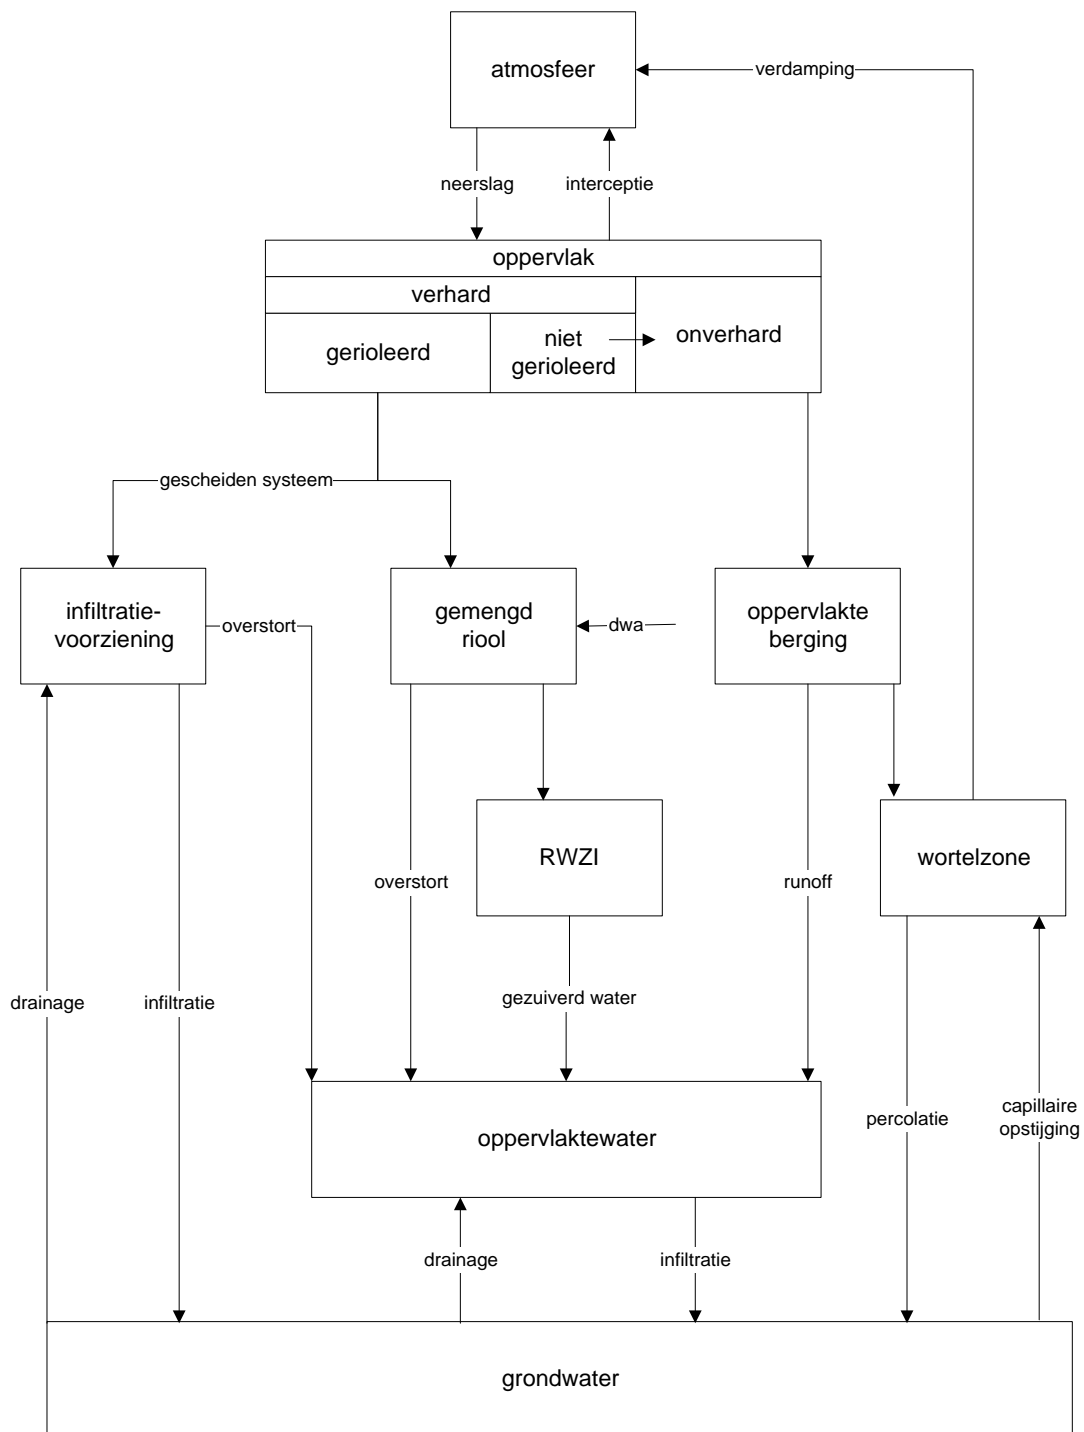 atmosfeer
verdamping
neerslag
interceptie
oppervlak
verhard
gerioleerd
niet
gerioleerd
onverhard
gescheiden systeem
infiltratie-
voorziening
overstort
gemengd
riool
dwa
oppervlakte
berging
RWZI
wortelzone
overstort
runoff
drainage
infiltratie
gezuiverd water
percolatie
capillaire
opstijging
oppervlaktewater
drainage
infiltratie
grondwater